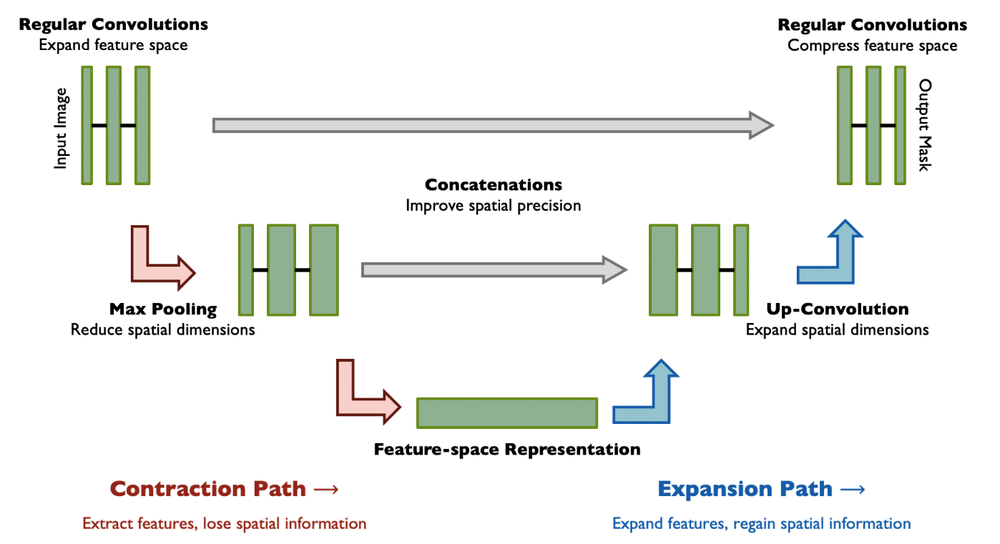 Regular Convolutions
Expand feature space
Regular Convolutions
Compress feature space
Input Image
Output Mask
Concatenations
Improve spatial precision
Max Pooling
Reduce spatial dimensions
Up-Convolution
Expand spatial dimensions
Feature-space Representation
Contraction Path →
Extract features, lose spatial information
Expansion Path →
Expand features, regain spatial information